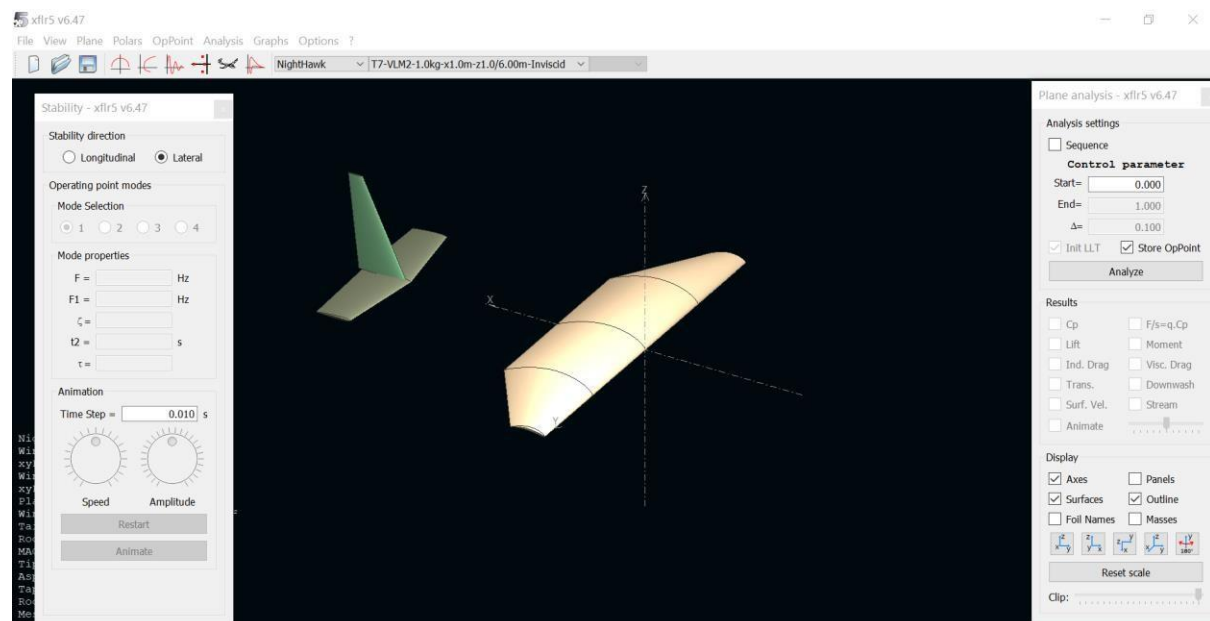 xflr5 v6.47
File View Plane Polars OpPoint Analysis Graphs Options ?
NightHawk T7-VLM2-1.0kg-x1.0m-z1.0/6.00m-Inviscid
Stability - xflr5 v6.47
Stability direction
Longitudinal Lateral
Operating point modes
Mode Selection
1 2 3 4
Mode properties
F = Hz
F1 = Hz
ζ =
t2 = s
τ =
Animation
Time Step = 0.010 s
Speed Amplitude
Restart
Animate
Z
X
Y
Plane analysis - xflr5 v6.47
Analysis settings
Sequence
Control parameter
Start= 0.000
End= 1.000
Δ= 0.100
Init LLT Store OpPoint
Analyze
Results
Cp F/s=q.Cp
Lift Moment
Ind. Drag Visc. Drag
Trans. Downwash
Surf. Vel. Stream
Animate
Display
Axes Panels
Surfaces Outline
Foil Names Masses
Reset scale
Clip: